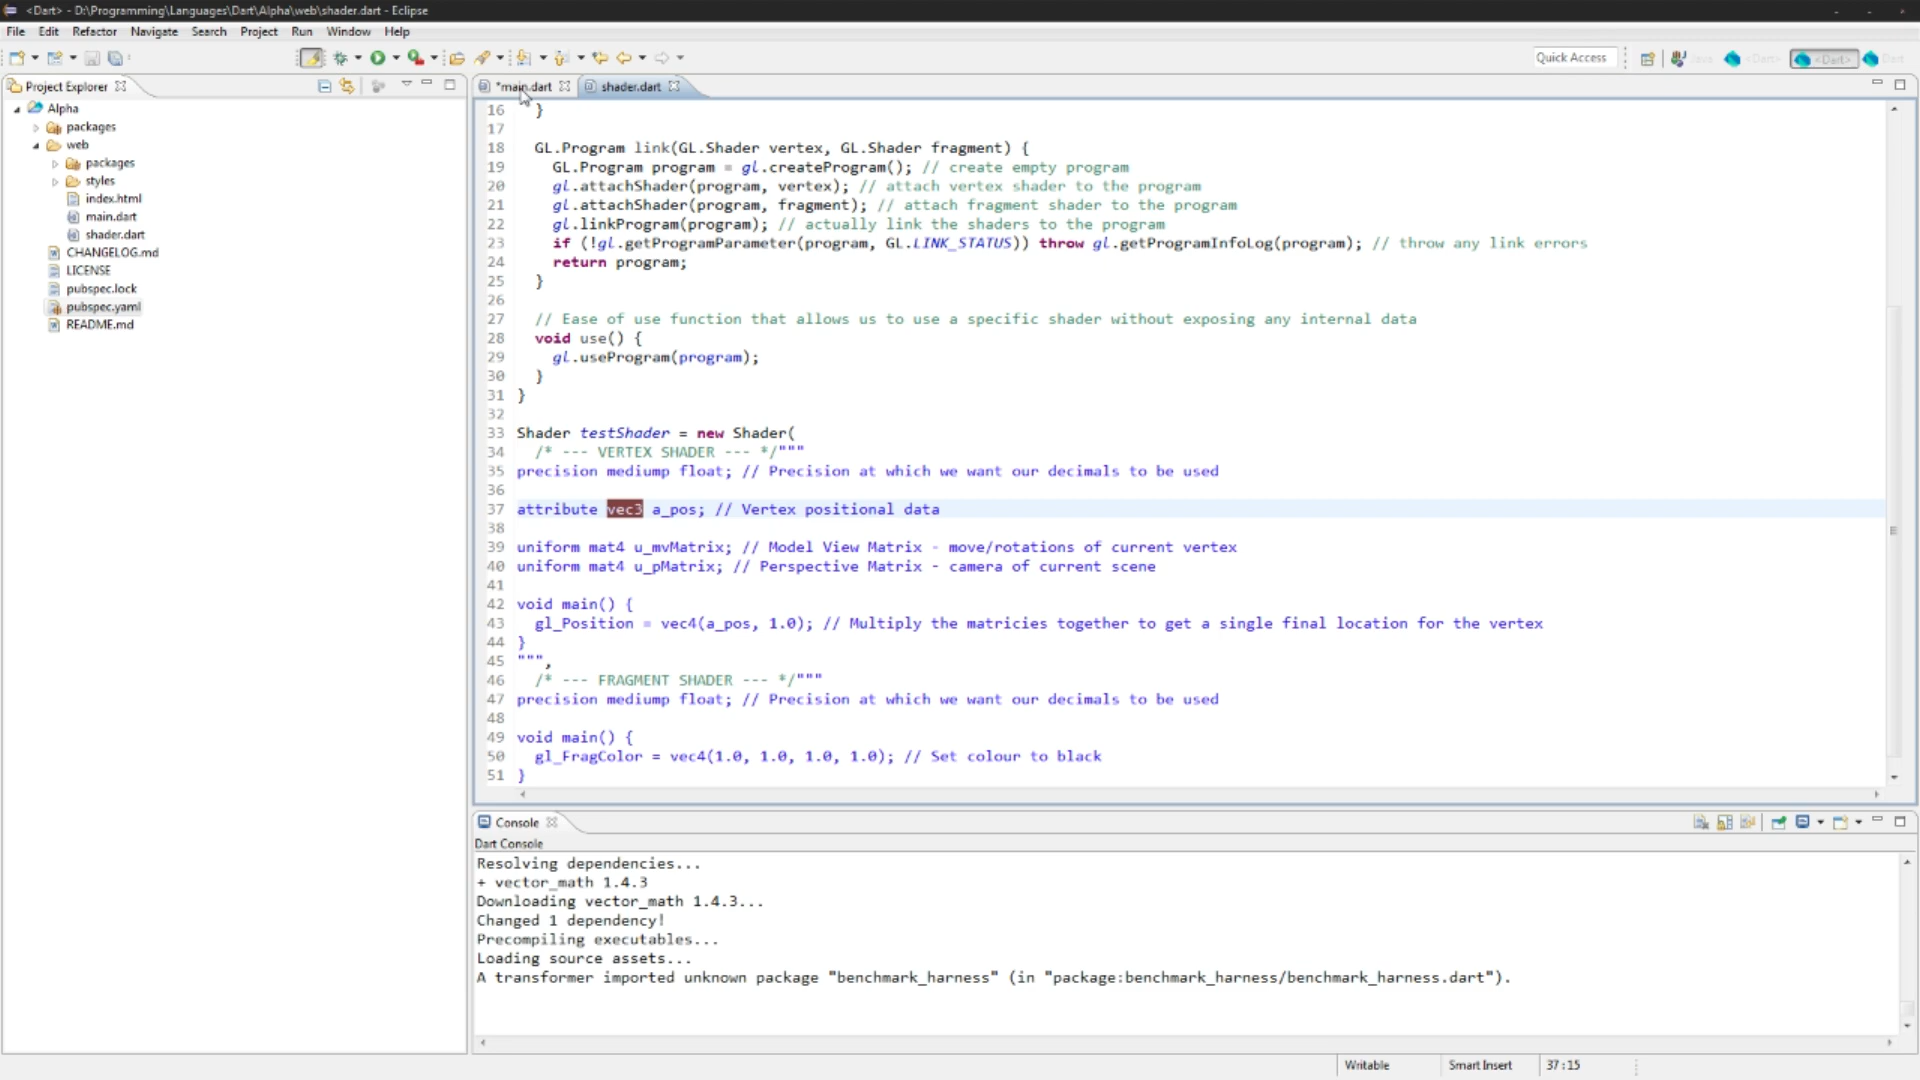 <Dart> - D:\Programming\Languages\Dart\Alpha\web\shader.dart - Eclipse
File Edit Refactor Navigate Search Project Run Window Help
Quick Access
<Dart>
Project Explorer
*main.dart
shader.dart
Alpha
packages
web
packages
styles
index.html
main.dart
shader.dart
CHANGELOG.md
LICENSE
pubspec.lock
pubspec.yaml
README.md
16 }
17
18 GL.Program link(GL.Shader vertex, GL.Shader fragment) {
19 GL.Program program = gl.createProgram(); // create empty program
20 gl.attachShader(program, vertex); // attach vertex shader to the program
21 gl.attachShader(program, fragment); // attach fragment shader to the program
22 gl.linkProgram(program); // actually link the shaders to the program
23 if (!gl.getProgramParameter(program, GL.LINK_STATUS)) throw gl.getProgramInfoLog(program); // throw any link errors
24 return program;
25 }
26
27 // Ease of use function that allows us to use a specific shader without exposing any internal data
28 void use() {
29 gl.useProgram(program);
30 }
31 }
32
33 Shader testShader = new Shader(
34 /* --- VERTEX SHADER --- */"""
35 precision mediump float; // Precision at which we want our decimals to be used
36
37 attribute vec3 a_pos; // Vertex positional data
38
39 uniform mat4 u_mvMatrix; // Model View Matrix - move/rotations of current vertex
40 uniform mat4 u_pMatrix; // Perspective Matrix - camera of current scene
41
42 void main() {
43 gl_Position = vec4(a_pos, 1.0); // Multiply the matricies together to get a single final location for the vertex
44 }
45 """,
46 /* --- FRAGMENT SHADER --- */"""
47 precision mediump float; // Precision at which we want our decimals to be used
48
49 void main() {
50 gl_FragColor = vec4(1.0, 1.0, 1.0, 1.0); // Set colour to black
51 }
Console
Dart Console
Resolving dependencies...
+ vector_math 1.4.3
Downloading vector_math 1.4.3...
Changed 1 dependency!
Precompiling executables...
Loading source assets...
A transformer imported unknown package "benchmark_harness" (in "package:benchmark_harness/benchmark_harness.dart").
Writable
Smart Insert
37 : 15